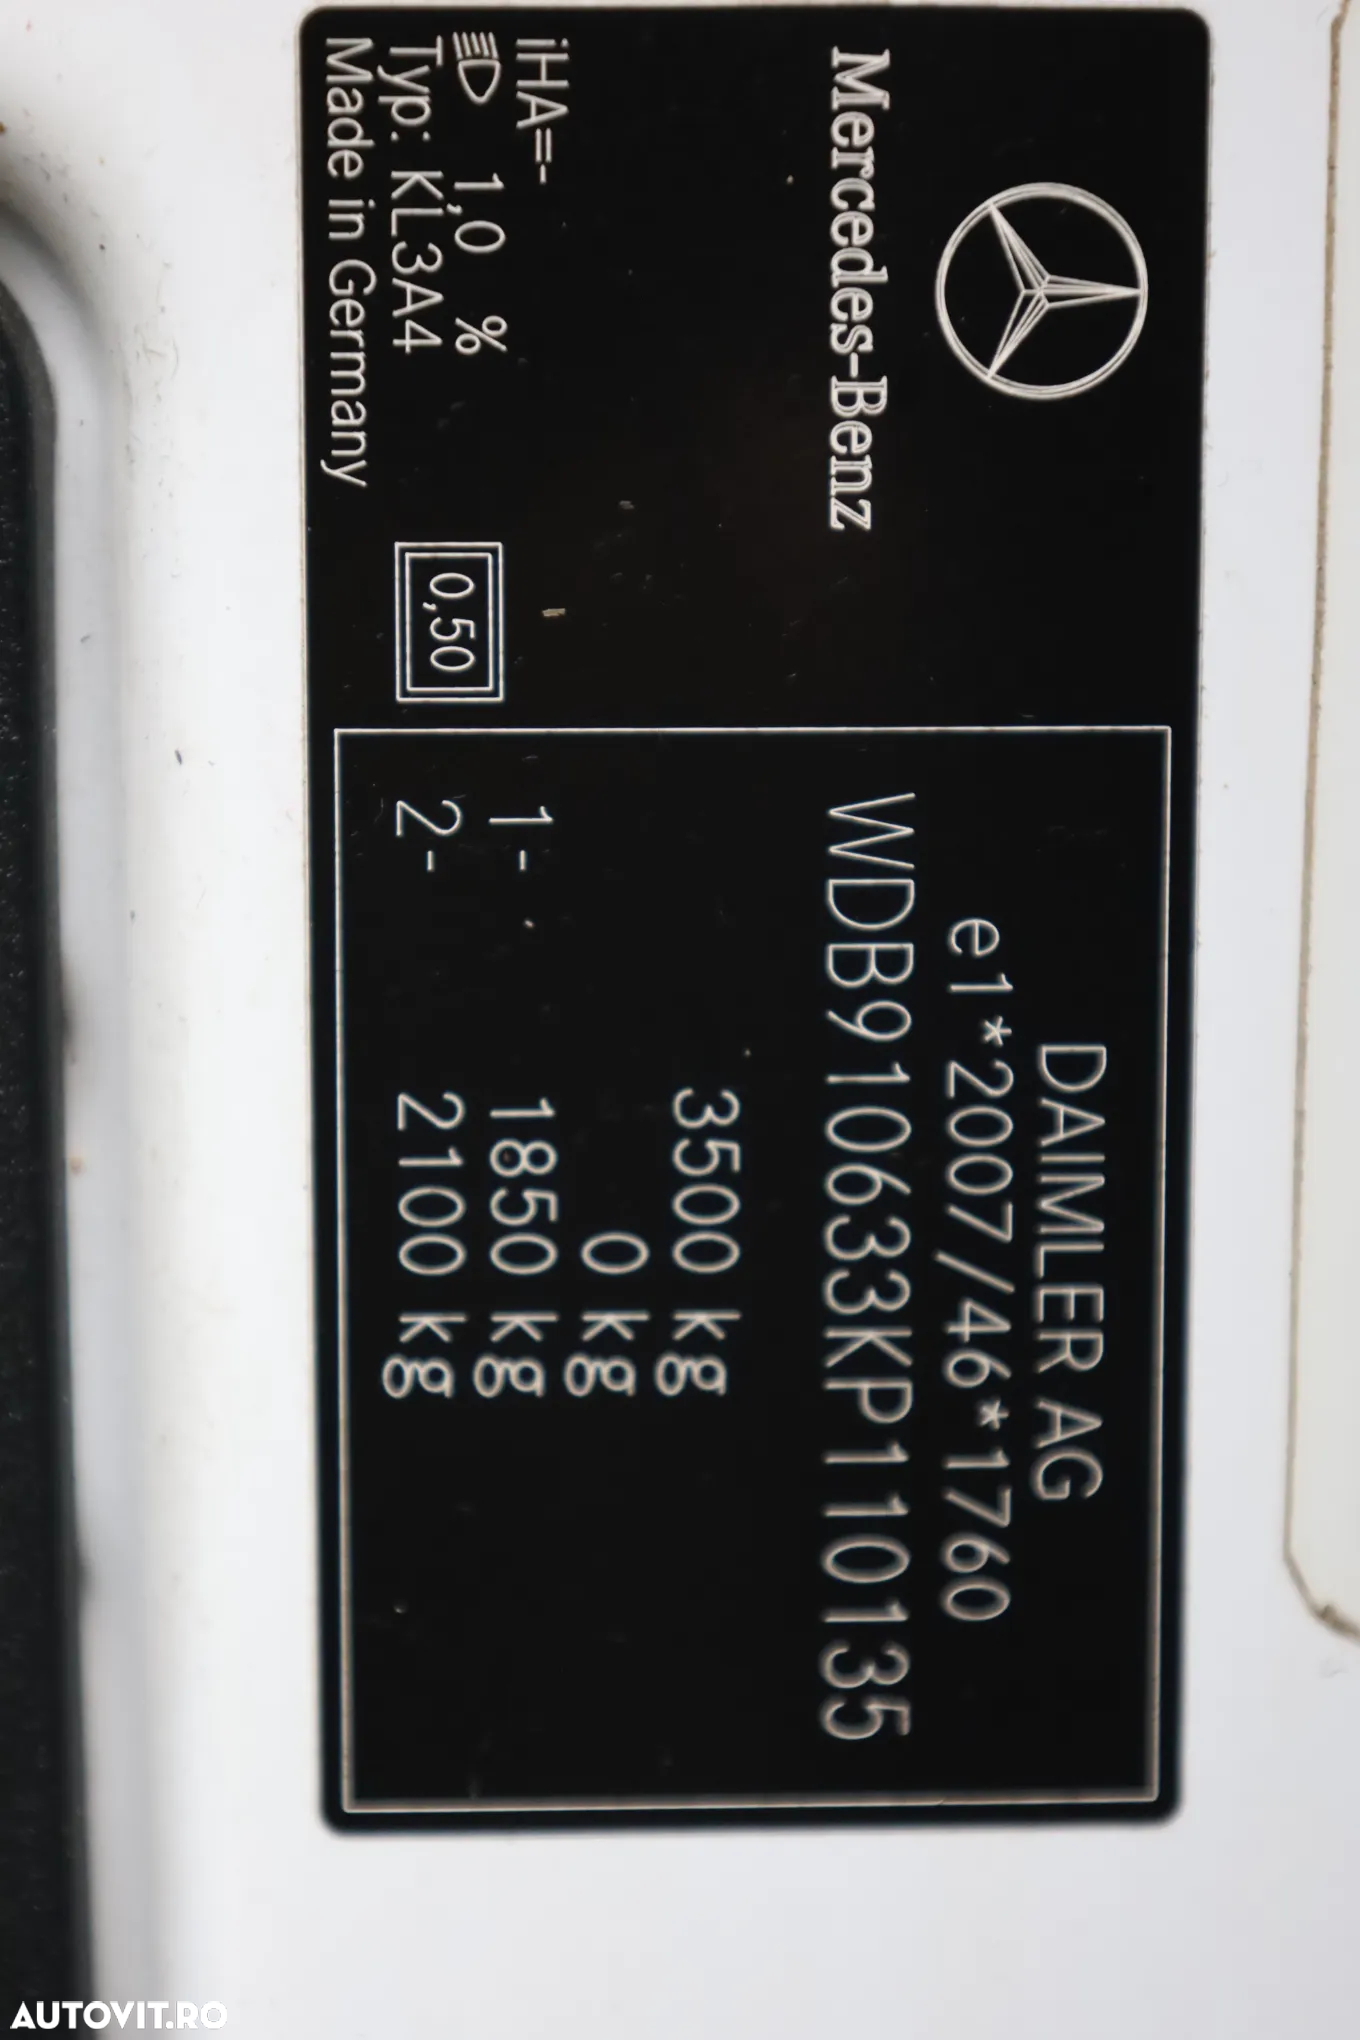 Mercedes-Benz
iHA=-
1,0 %
Typ: KL3A4
Made in Germany
0,50
DAIMLER AG
e1*2007/46*1760
WDB910633KP110135
3500 kg
0 kg
1- 1850 kg
2- 2100 kg
AUTOVIT.RO